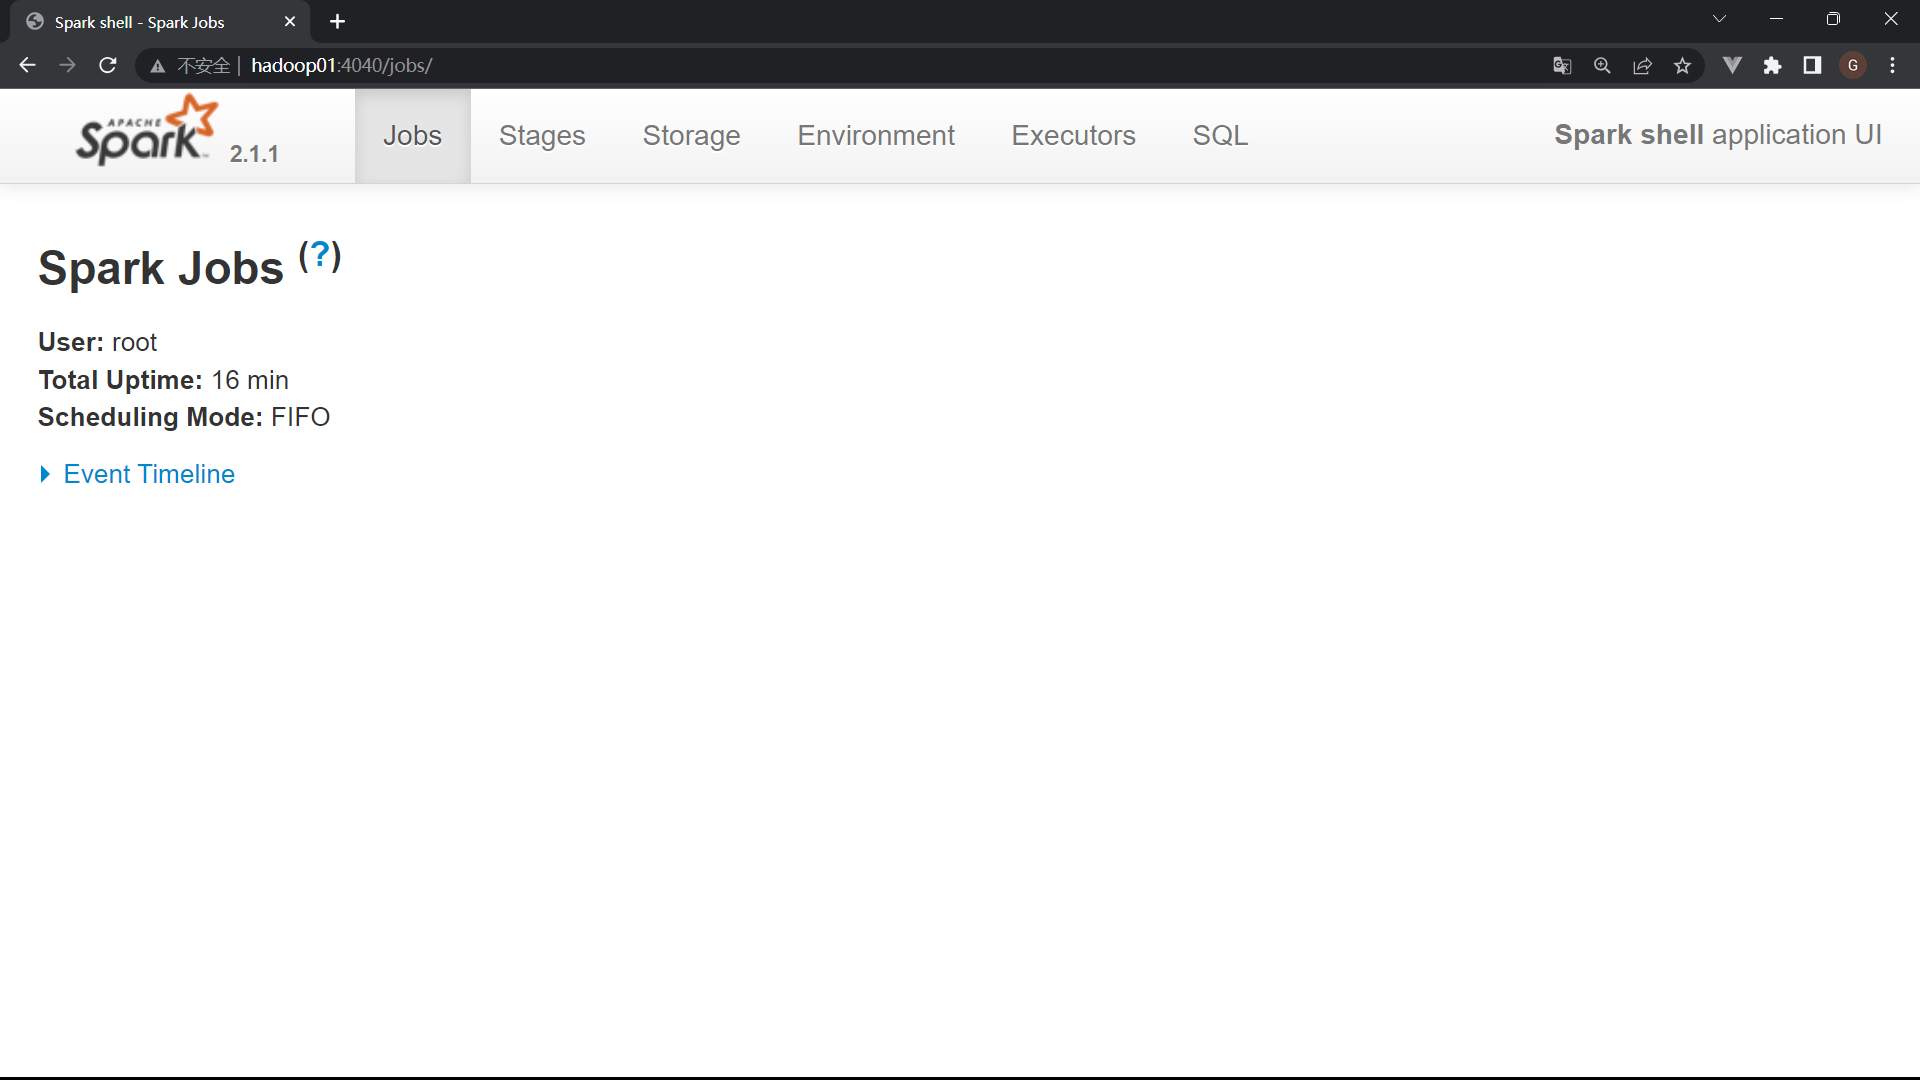 Spark shell - Spark Jobs
不安全 | hadoop01:4040/jobs/
G
APACHE
Spark™ 2.1.1
Jobs Stages Storage Environment Executors SQL Spark shell application UI
Spark Jobs (?)
User: root
Total Uptime: 16 min
Scheduling Mode: FIFO
Event Timeline